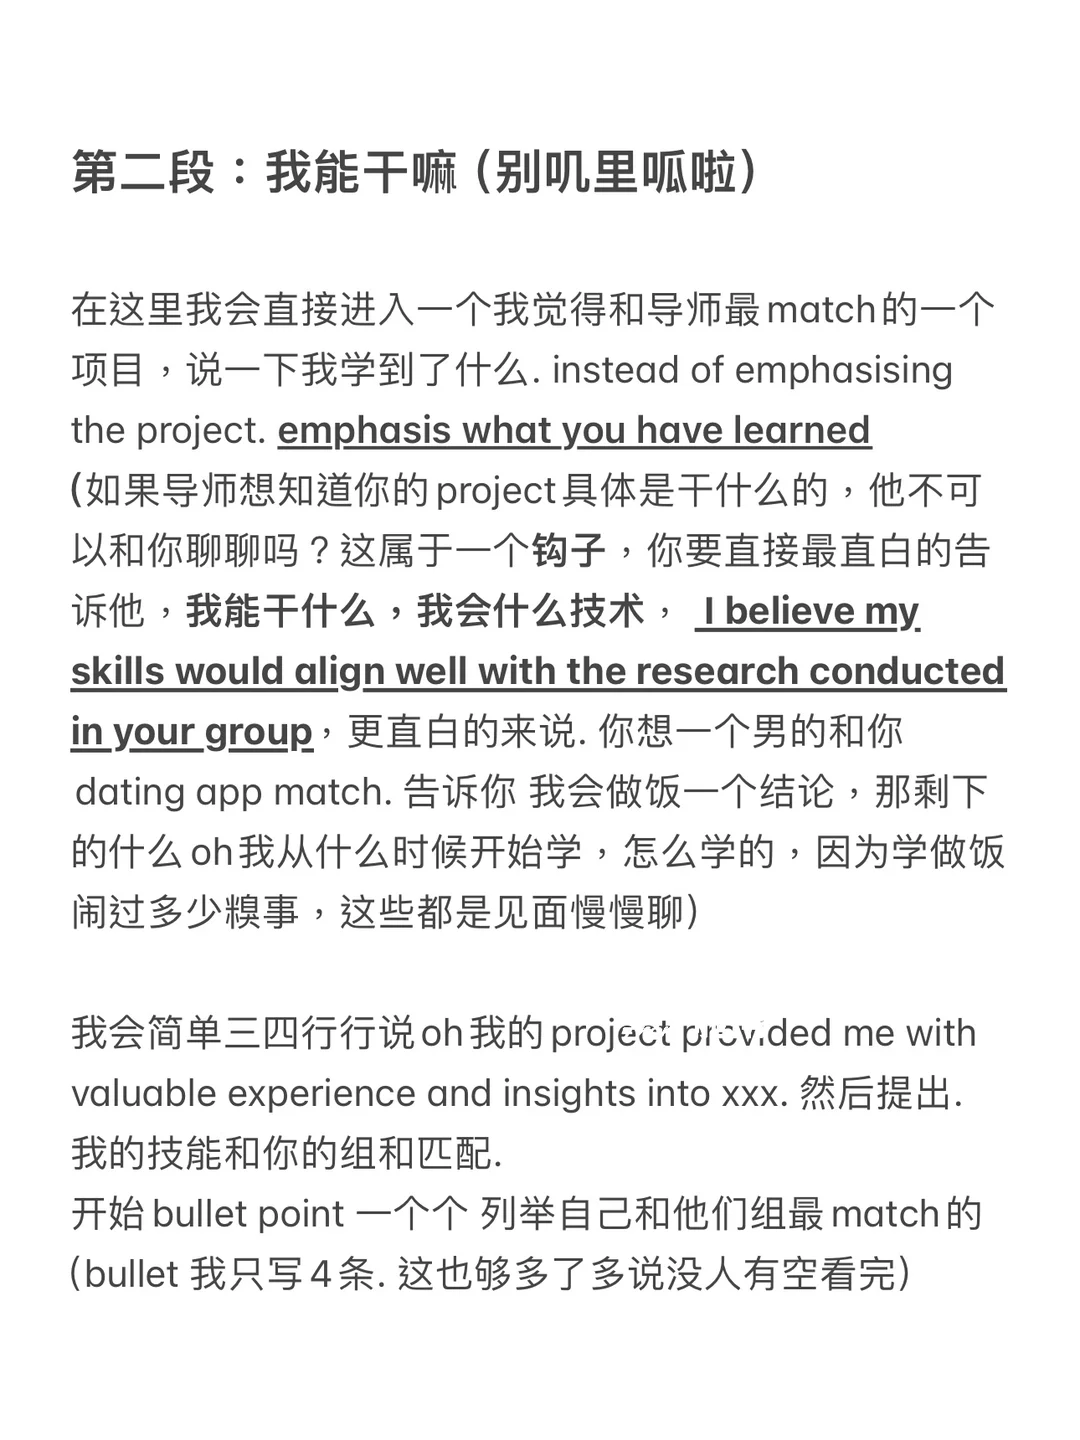 第二段：我能干嘛（别叽里呱啦）
在这里我会直接进入一个我觉得和导师最match的一个
项目，说一下我学到了什么. instead of emphasising
the project. emphasis what you have learned
(如果导师想知道你的project具体是干什么的，他不可
以和你聊聊吗？这属于一个钩子，你要直接最直白的告
诉他，我能干什么，我会什么技术， I believe my
skills would align well with the research conducted
in your group，更直白的来说. 你想一个男的和你
dating app match. 告诉你 我会做饭一个结论，那剩下
的什么oh我从什么时候开始学，怎么学的，因为学做饭
闹过多少糗事，这些都是见面慢慢聊）
我会简单三四行行说oh我的project provided me with
valuable experience and insights into xxx. 然后提出.
我的技能和你的组和匹配.
开始bullet point 一个个 列举自己和他们组最match的
（bullet 我只写4条. 这也够多了多说没人有空看完）